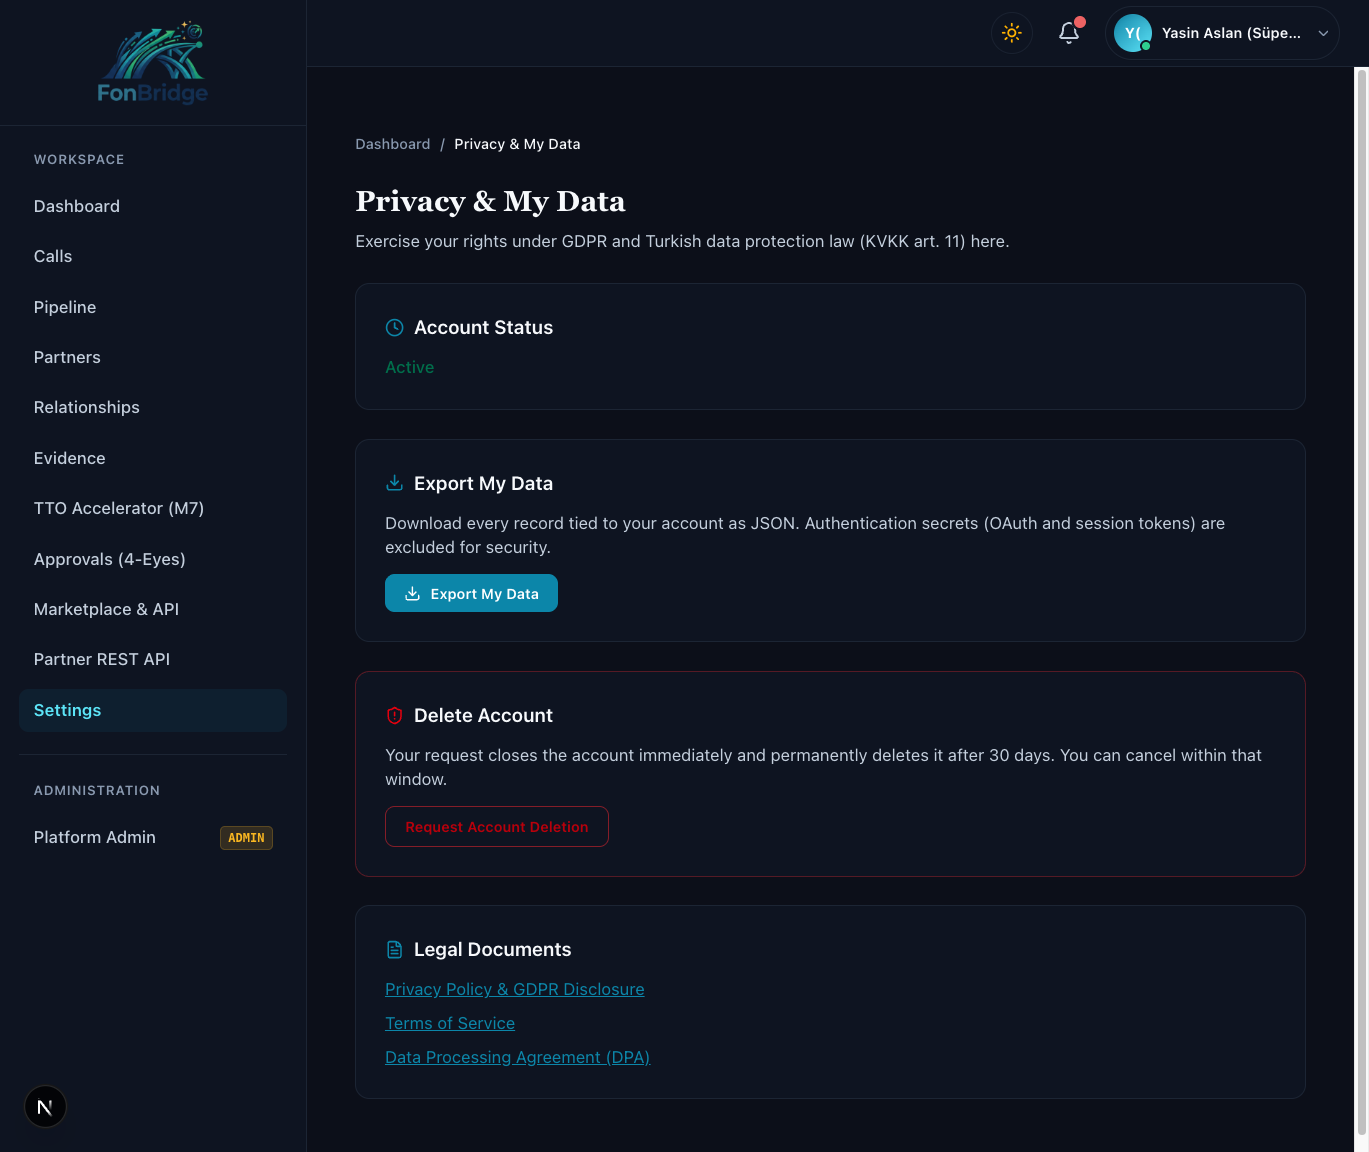 FonBridge
WORKSPACE
Dashboard
Calls
Pipeline
Partners
Relationships
Evidence
TTO Accelerator (M7)
Approvals (4-Eyes)
Marketplace & API
Partner REST API
Settings
ADMINISTRATION
Platform Admin ADMIN
N
Y( Yasin Aslan (Süpe...
Dashboard / Privacy & My Data
Privacy & My Data
Exercise your rights under GDPR and Turkish data protection law (KVKK art. 11) here.
Account Status
Active
Export My Data
Download every record tied to your account as JSON. Authentication secrets (OAuth and session tokens) are
excluded for security.
Export My Data
Delete Account
Your request closes the account immediately and permanently deletes it after 30 days. You can cancel within that
window.
Request Account Deletion
Legal Documents
Privacy Policy & GDPR Disclosure
Terms of Service
Data Processing Agreement (DPA)